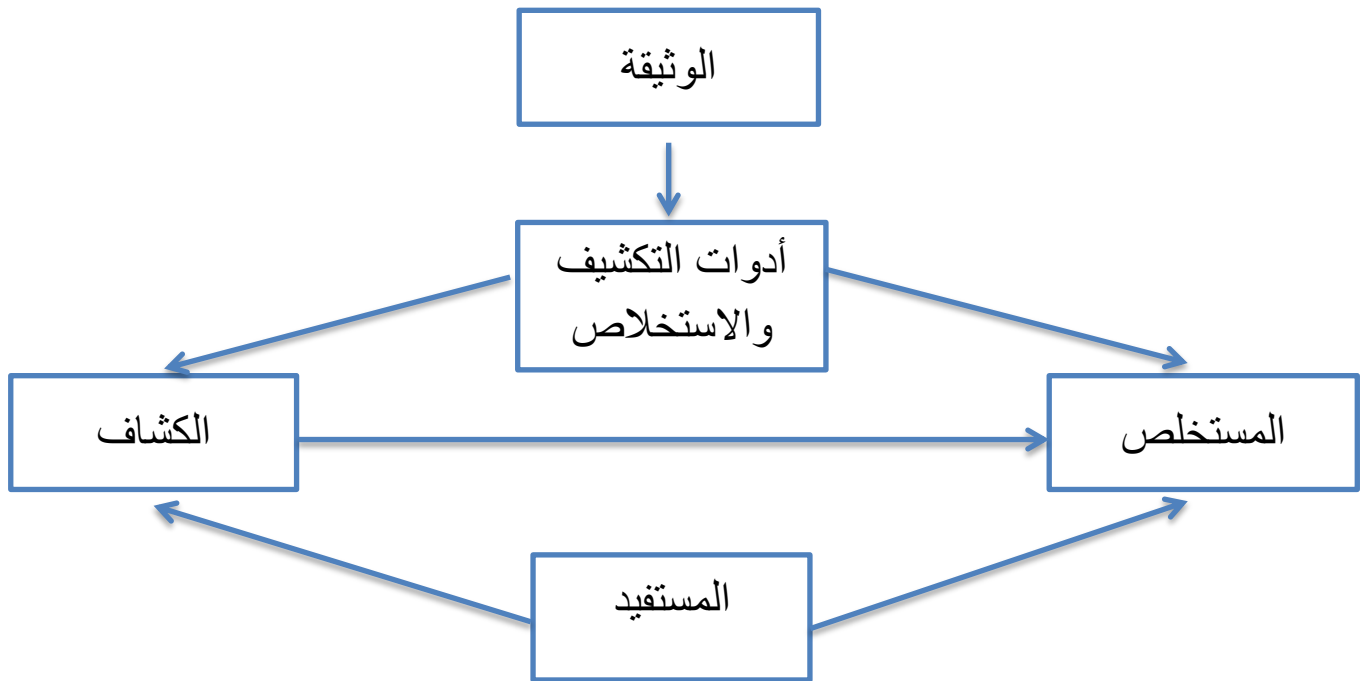 الوثيقة
أدوات التكشيف
والاستخلاص
الكشاف
المستخلص
المستفيد